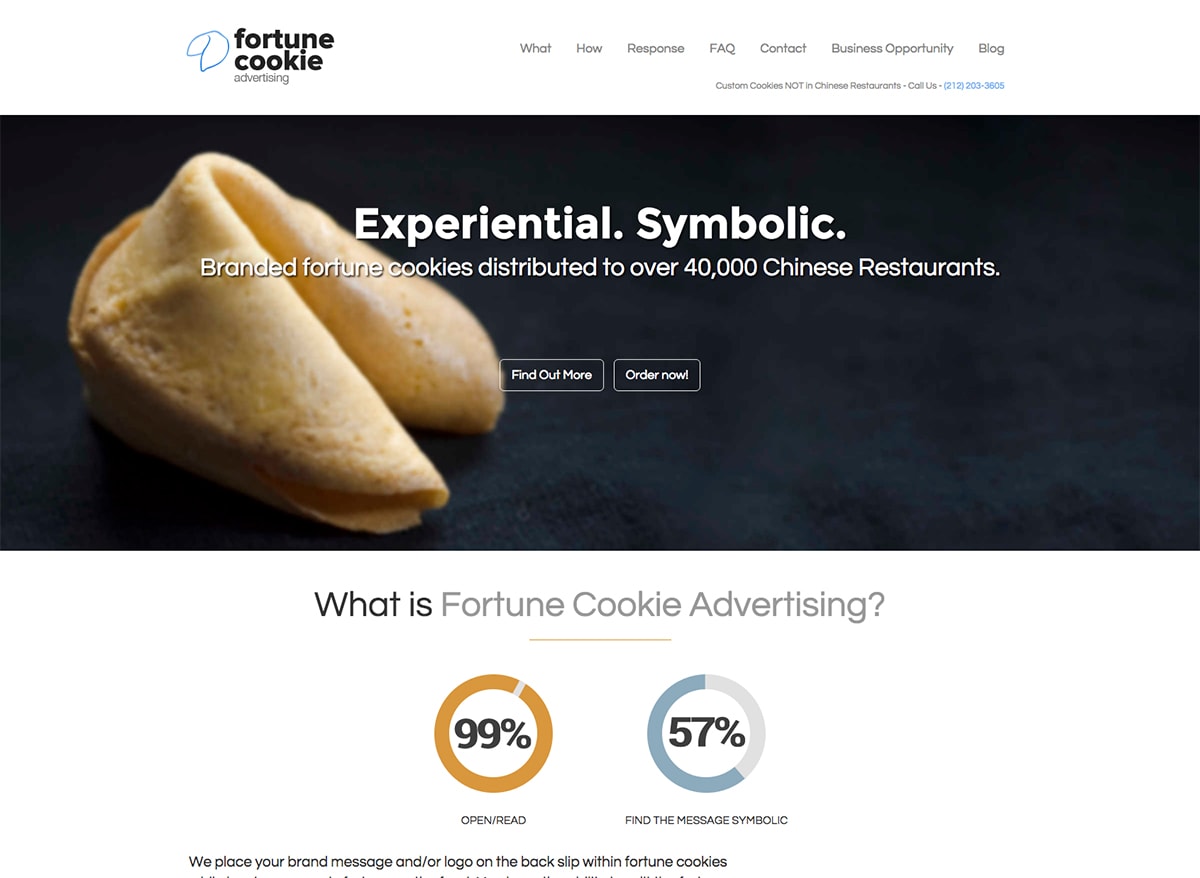 fortune
cookie
advertising
What How Response FAQ Contact Business Opportunity Blog
Custom Cookies NOT in Chinese Restaurants - Call Us - (212) 203-3605
Experiential. Symbolic.
Branded fortune cookies distributed to over 40,000 Chinese Restaurants.
Find Out More Order now!
What is Fortune Cookie Advertising?
99% 57%
OPEN/READ FIND THE MESSAGE SYMBOLIC
We place your brand message and/or logo on the back slip within fortune cookies